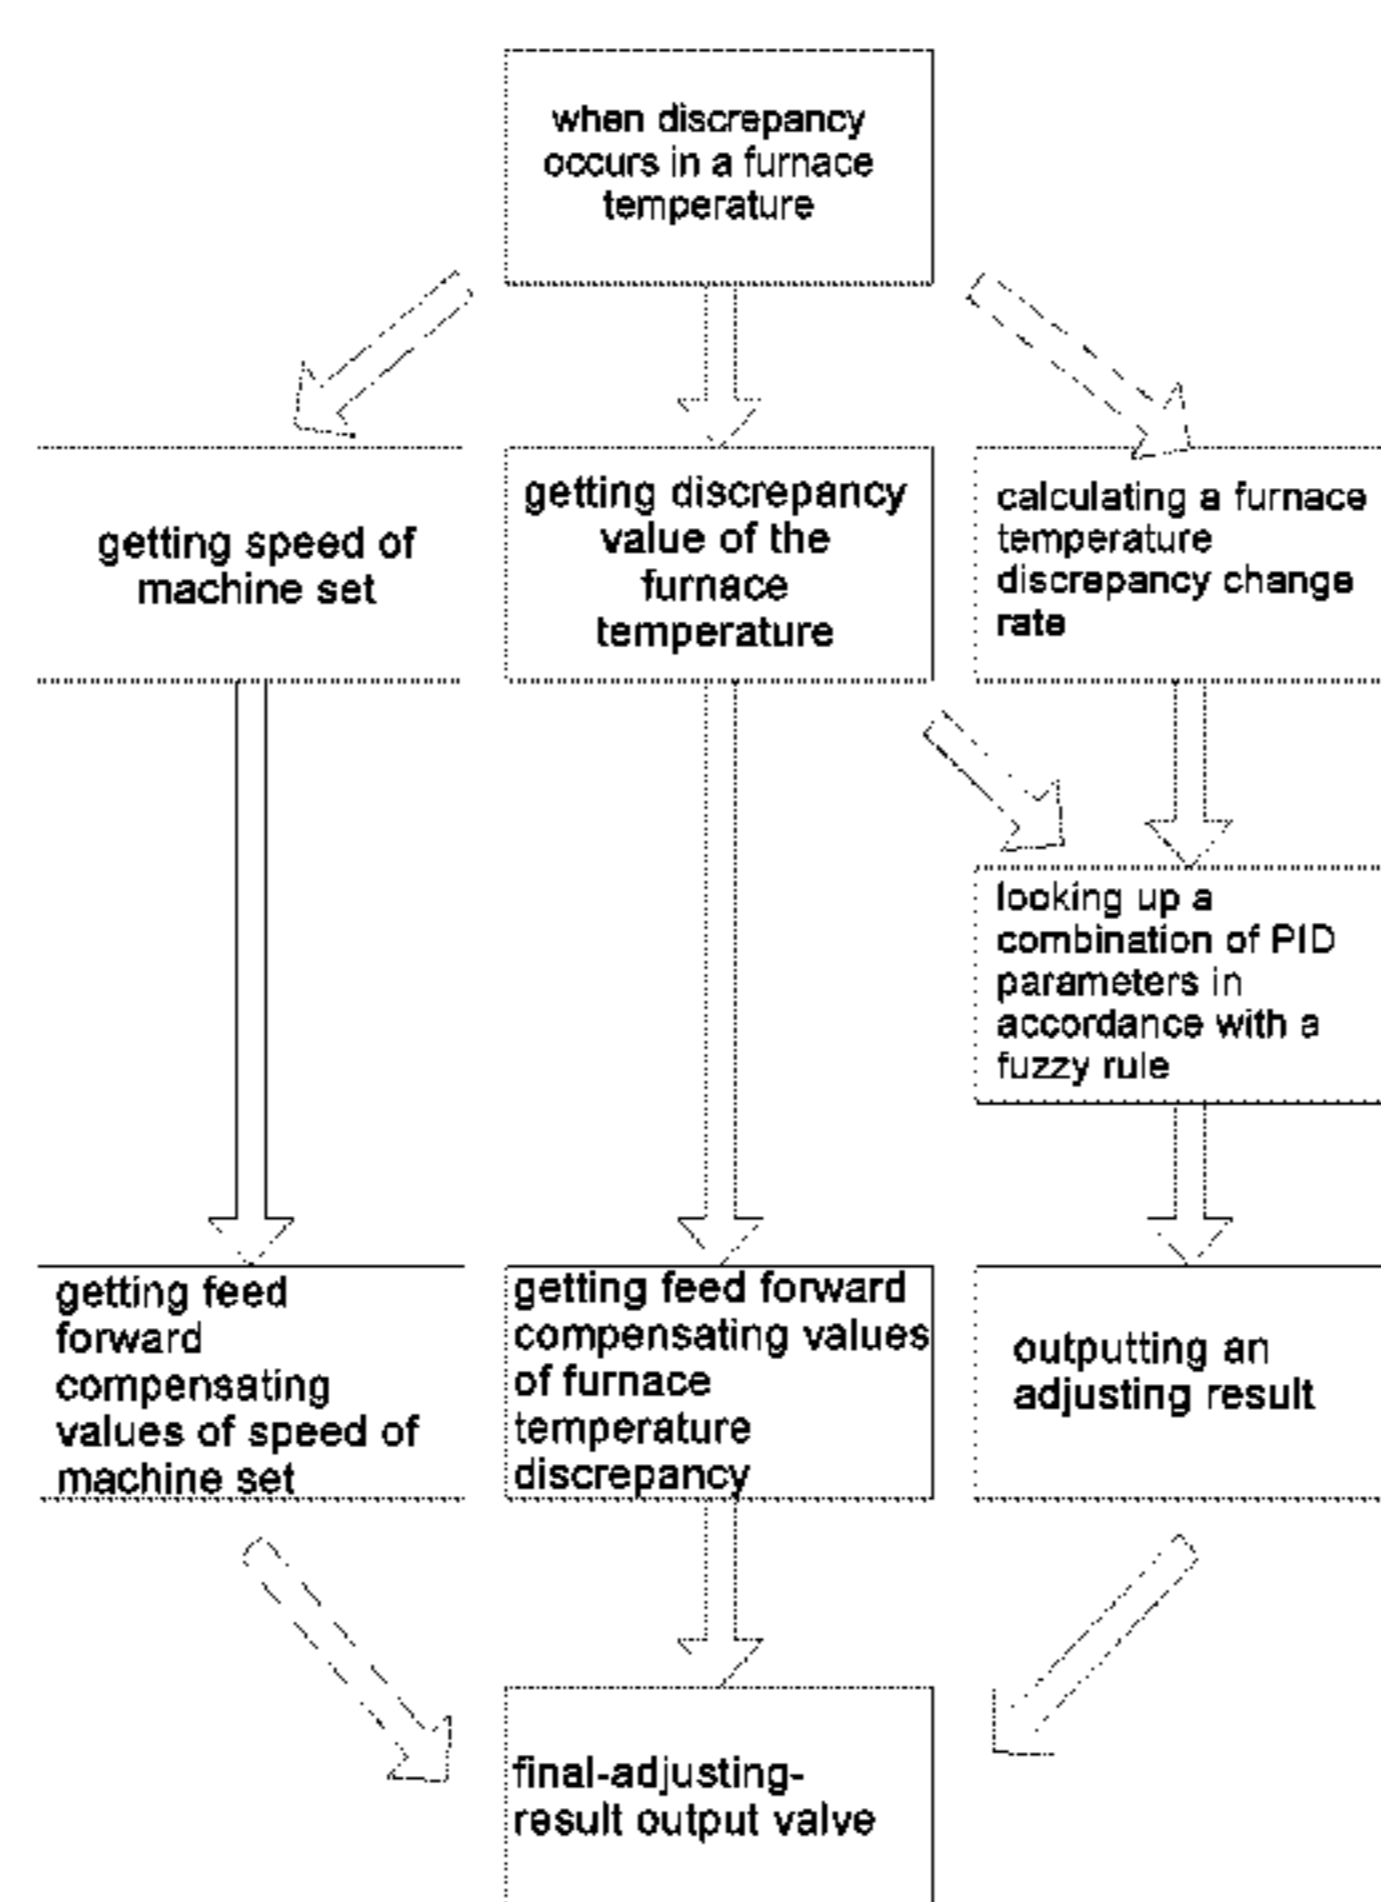 when discrepancy
occurs in a furnace
temperature
getting speed of
machine set
getting discrepancy
value of the
furnace
temperature
calculating a furnace
temperature
discrepancy change
rate
looking up a
combination of PID
parameters in
accordance with a
fuzzy rule
getting feed
forward
compensating
values of speed of
machine set
getting feed forward
compensating values
of furnace
temperature
discrepancy
outputting an
adjusting result
final-adjusting-
result output valve